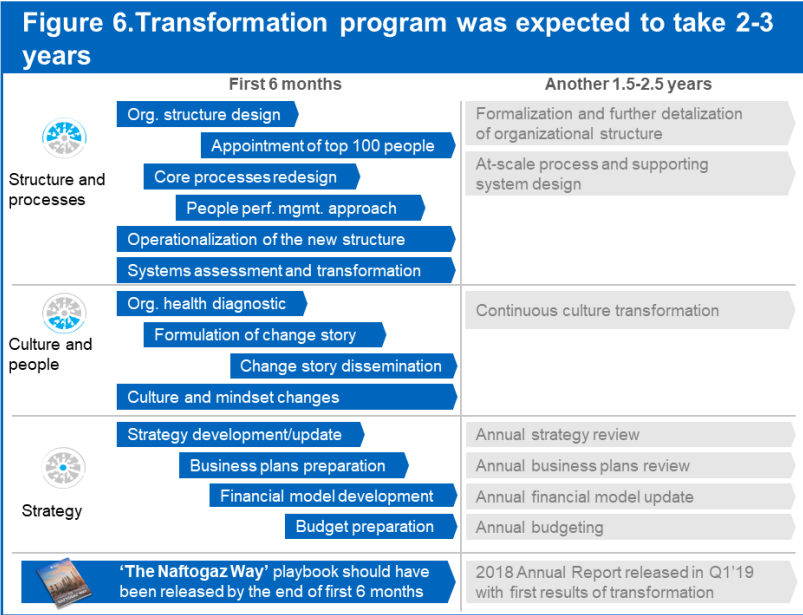 Figure 6.Transformation program was expected to take 2-3
years
First 6 months
Another 1.5-2.5 years
Structure and
processes
Org. structure design
Appointment of top 100 people
Core processes redesign
People perf. mgmt. approach
Operationalization of the new structure
Systems assessment and transformation
Formalization and further detalization
of organizational structure
At-scale process and supporting
system design
Culture and
people
Org. health diagnostic
Formulation of change story
Change story dissemination
Culture and mindset changes
Continuous culture transformation
Strategy
Strategy development/update
Business plans preparation
Financial model development
Budget preparation
Annual strategy review
Annual business plans review
Annual financial model update
Annual budgeting
‘The Naftogaz Way’ playbook should have
been released by the end of first 6 months
2018 Annual Report released in Q1'19
with first results of transformation